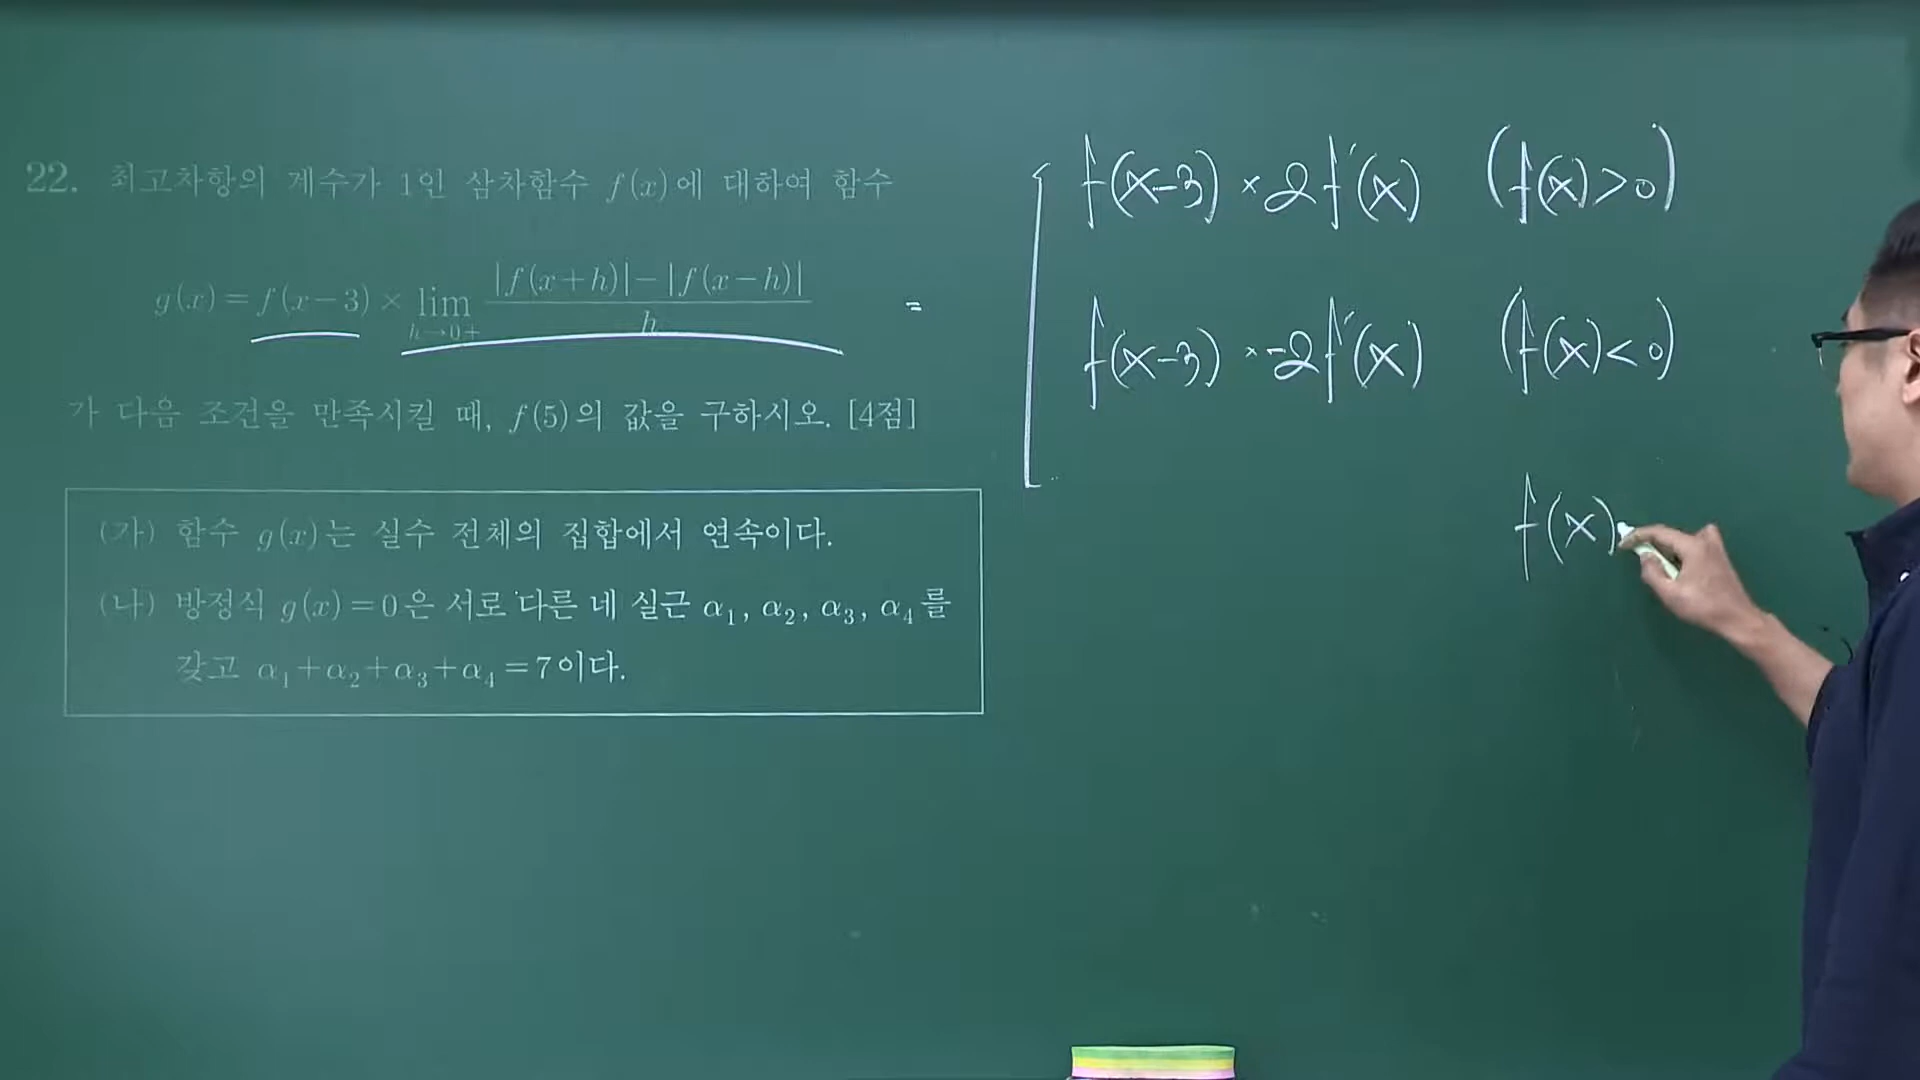 22. 최고차항의 계수가 1인 삼차함수 f(x)에 대하여 함수
g(x)=f(x-3)× lim h→0+ |f(x+h)|-|f(x-h)| / h =
가 다음 조건을 만족시킬 때, f(5)의 값을 구하시오. [4점]
(가) 함수 g(x)는 실수 전체의 집합에서 연속이다.
(나) 방정식 g(x)=0은 서로 다른 네 실근 α₁, α₂, α₃, α₄를
갖고 α₁+α₂+α₃+α₄=7이다.
f(x-3) × 2f'(x) (f(x)>0)
f(x-3) × -2f'(x) (f(x)<0)
f(x)